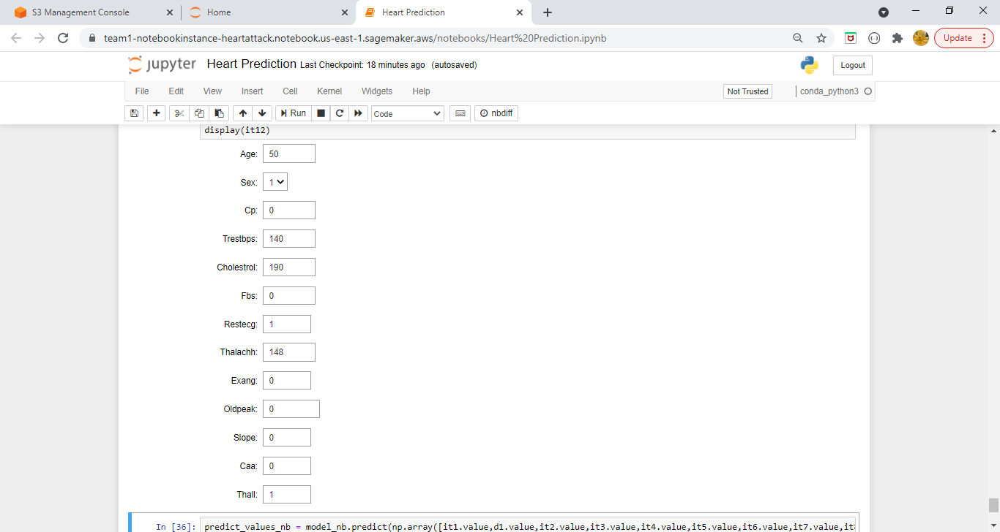 S3 Management Console
Home
Heart Prediction
team1-notebookinstance-heartattack.notebook.us-east-1.sagemaker.aws/notebooks/Heart%20Prediction.ipynb
Update
jupyter Heart Prediction Last Checkpoint: 18 minutes ago (autosaved)
Logout
File Edit View Insert Cell Kernel Widgets Help
Not Trusted
conda_python3
Run
Code
nbdiff
display(it12)
Age: 50
Sex: 1
Cp: 0
Trestbps: 140
Cholestrol: 190
Fbs: 0
Restecg: 1
Thalachh: 148
Exang: 0
Oldpeak: 0
Slope: 0
Caa: 0
Thall: 1
In [36]: predict_values_nb = model_nb.predict(np.array([it1.value,d1.value,it2.value,it3.value,it4.value,it5.value,it6.value,it7.value,it8